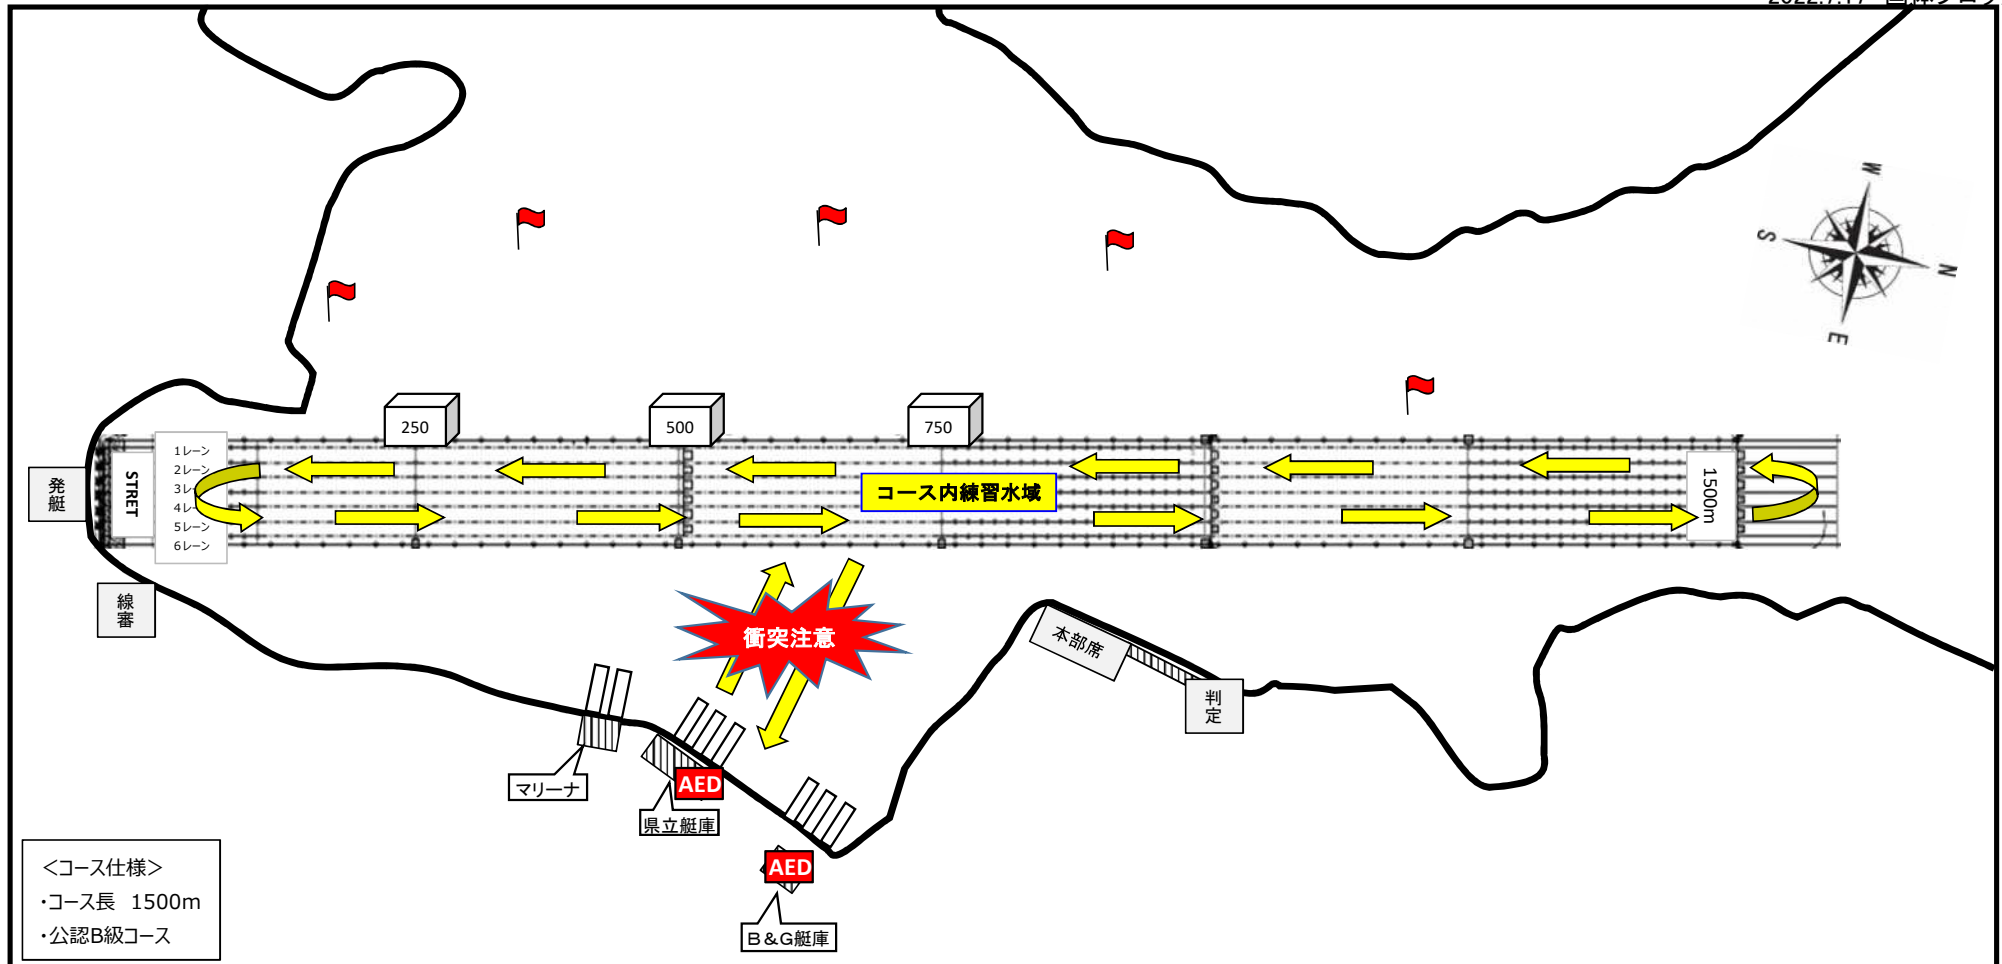 W
S
N
E
250
500
750
1レーン
2レーン
3レーン
4レーン
5レーン
6レーン
STRET
発艇
コース内練習水域
1500m
線審
衝突注意
本部席
判定
マリーナ
AED
県立艇庫
AED
B&G艇庫
<コース仕様>
・コース長 1500m
・公認B級コース